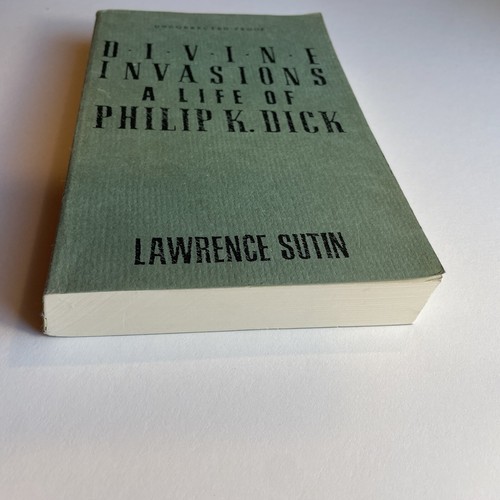 UNCORRECTED PROOF
D·I·V·I·N·E
INVASIONS
A LIFE OF
PHILIP K. DICK
LAWRENCE SUTIN